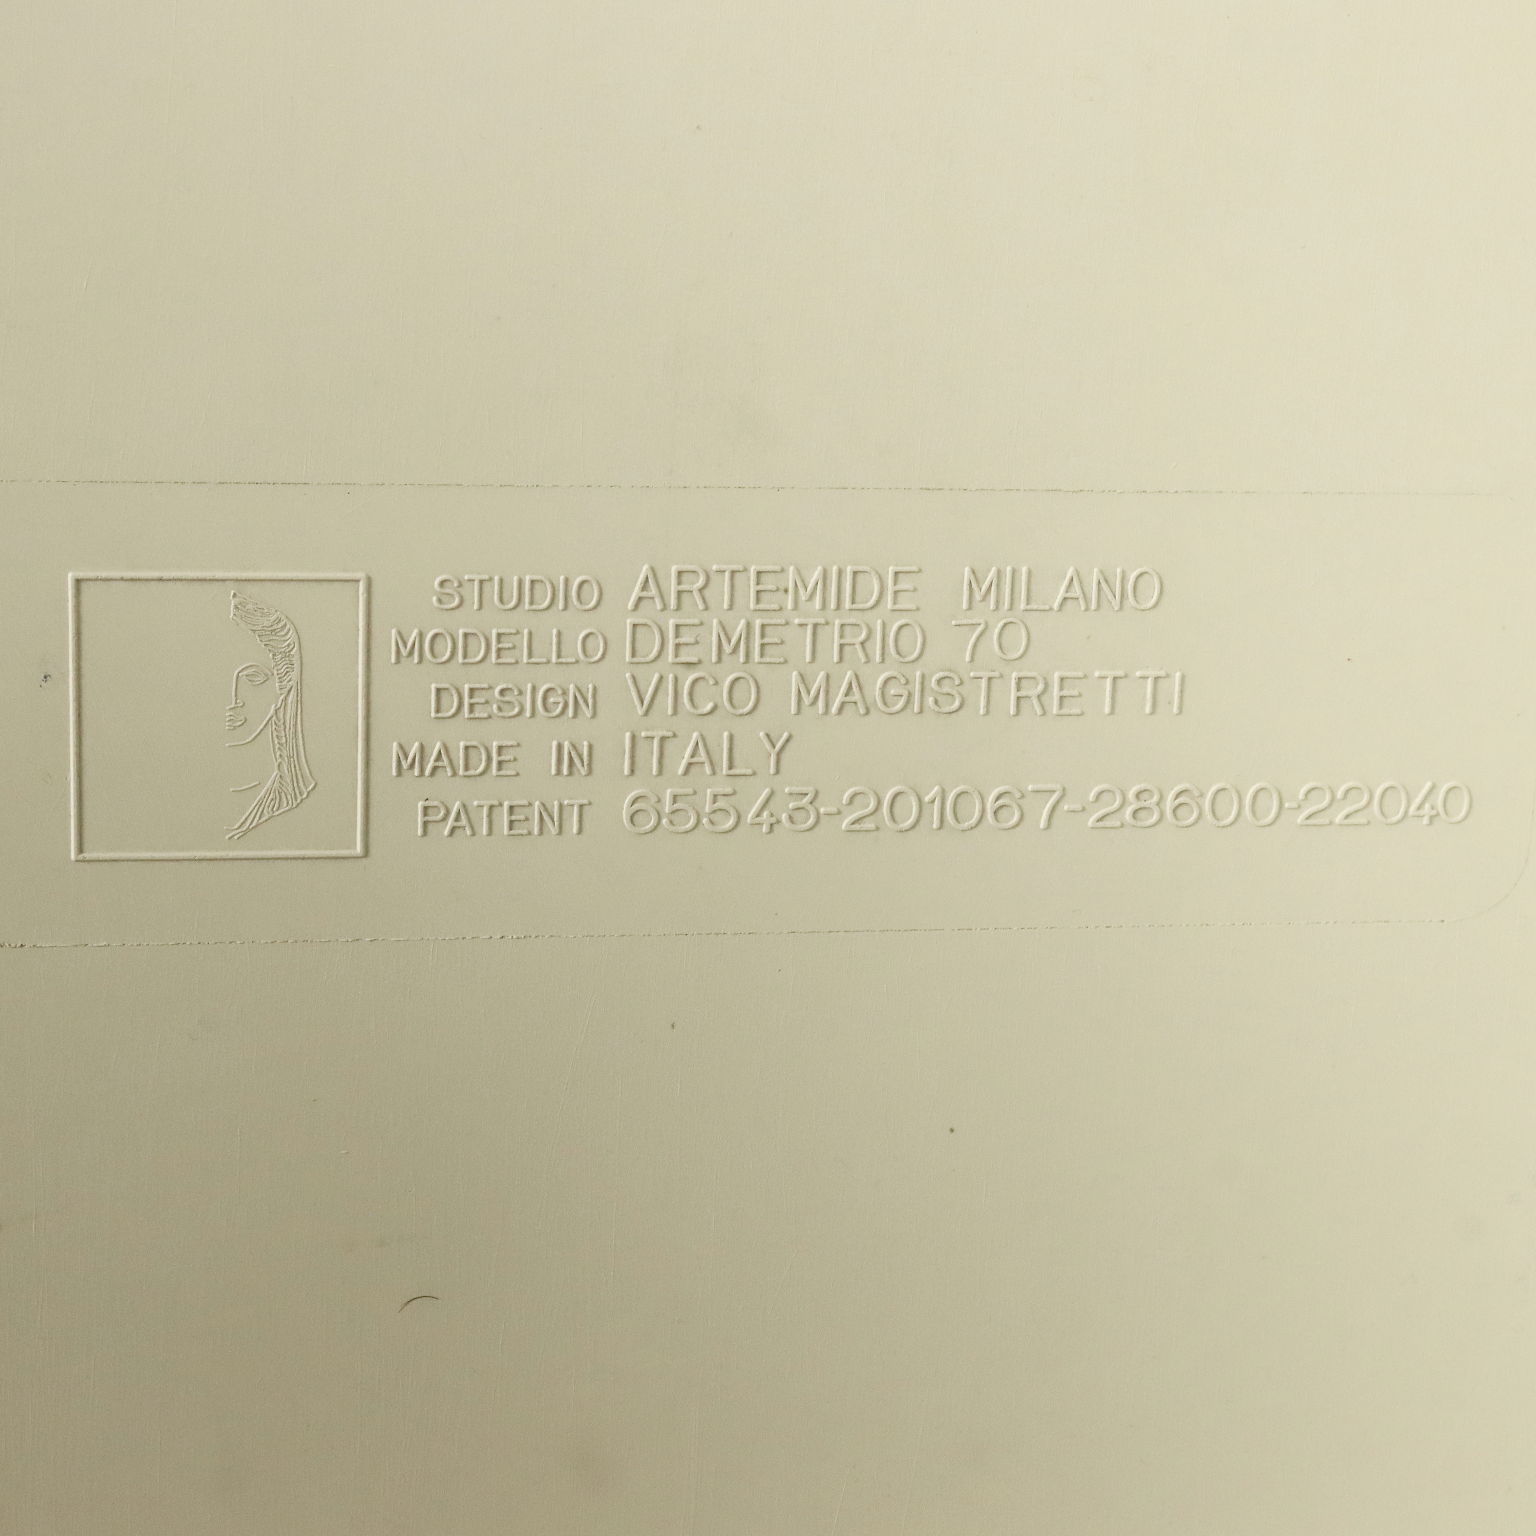 STUDIO ARTEMIDE MILANO
MODELLO DEMETRIO 70
DESIGN VICO MAGISTRETTI
MADE IN ITALY
PATENT 65543-201067-28600-22040